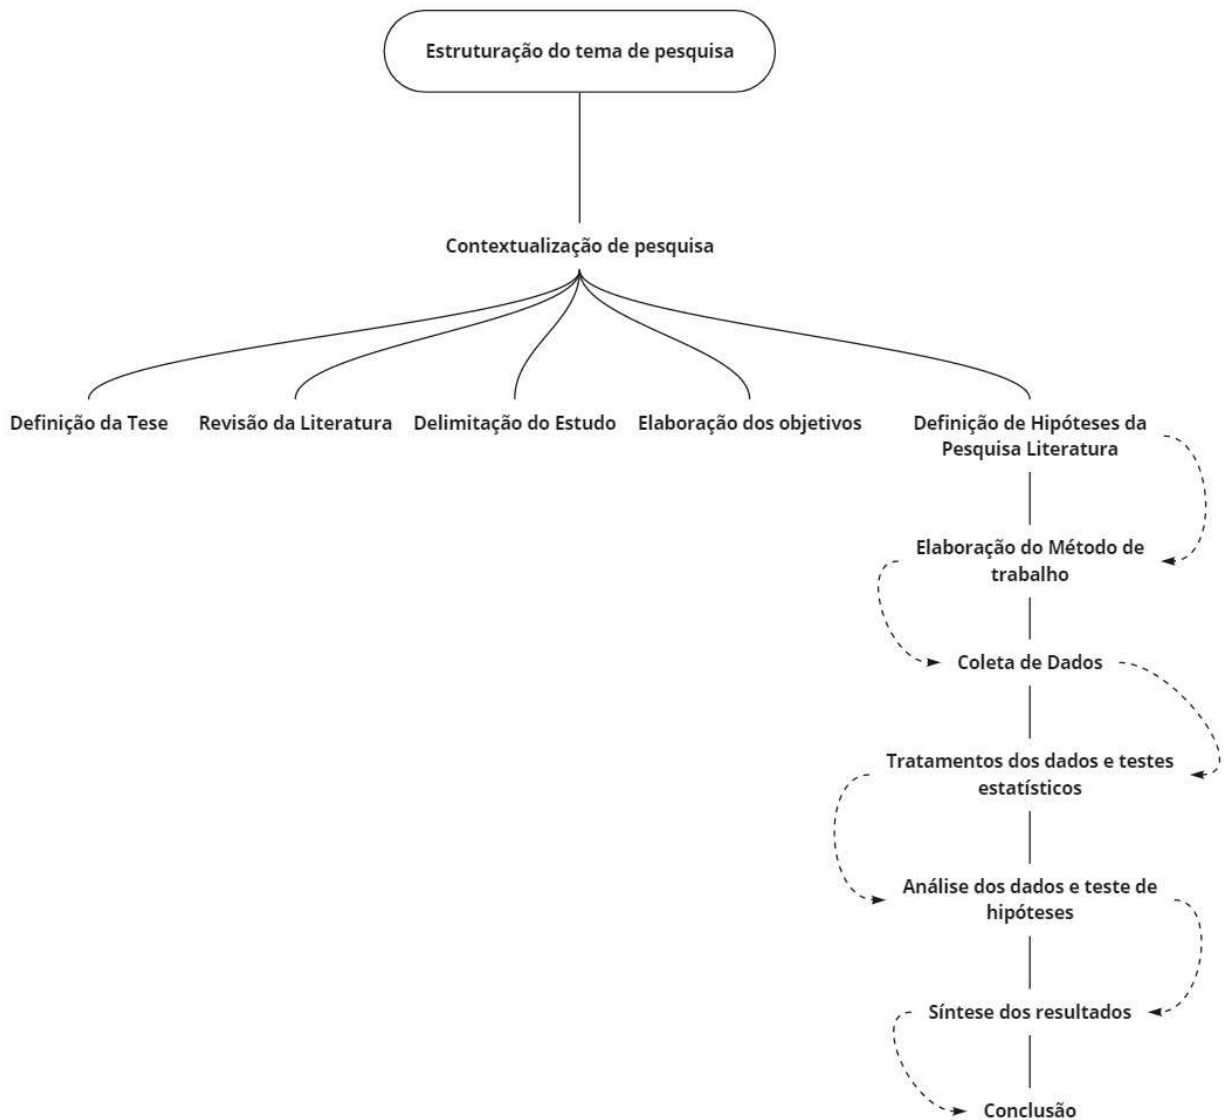 Estruturação do tema de pesquisa
Contextualização de pesquisa
Definição da Tese
Revisão da Literatura
Delimitação do Estudo
Elaboração dos objetivos
Definição de Hipóteses da
Pesquisa Literatura
Elaboração do Método de
trabalho
Coleta de Dados
Tratamentos dos dados e testes
estatísticos
Análise dos dados e teste de
hipóteses
Síntese dos resultados
Conclusão